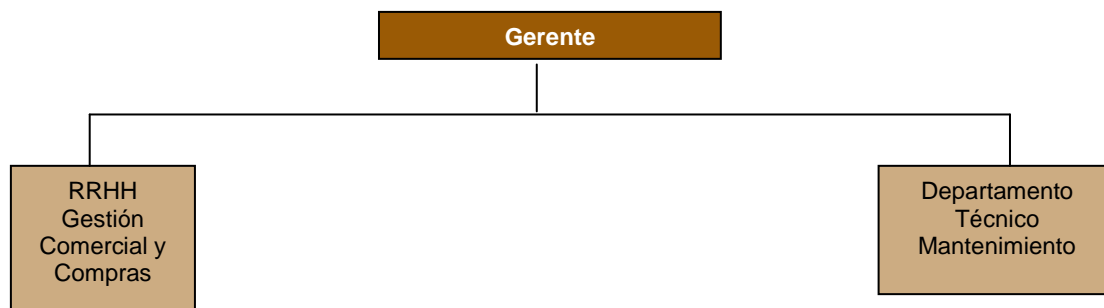 Gerente
RRHH
Gestión
Comercial y
Compras
Departamento
Técnico
Mantenimiento